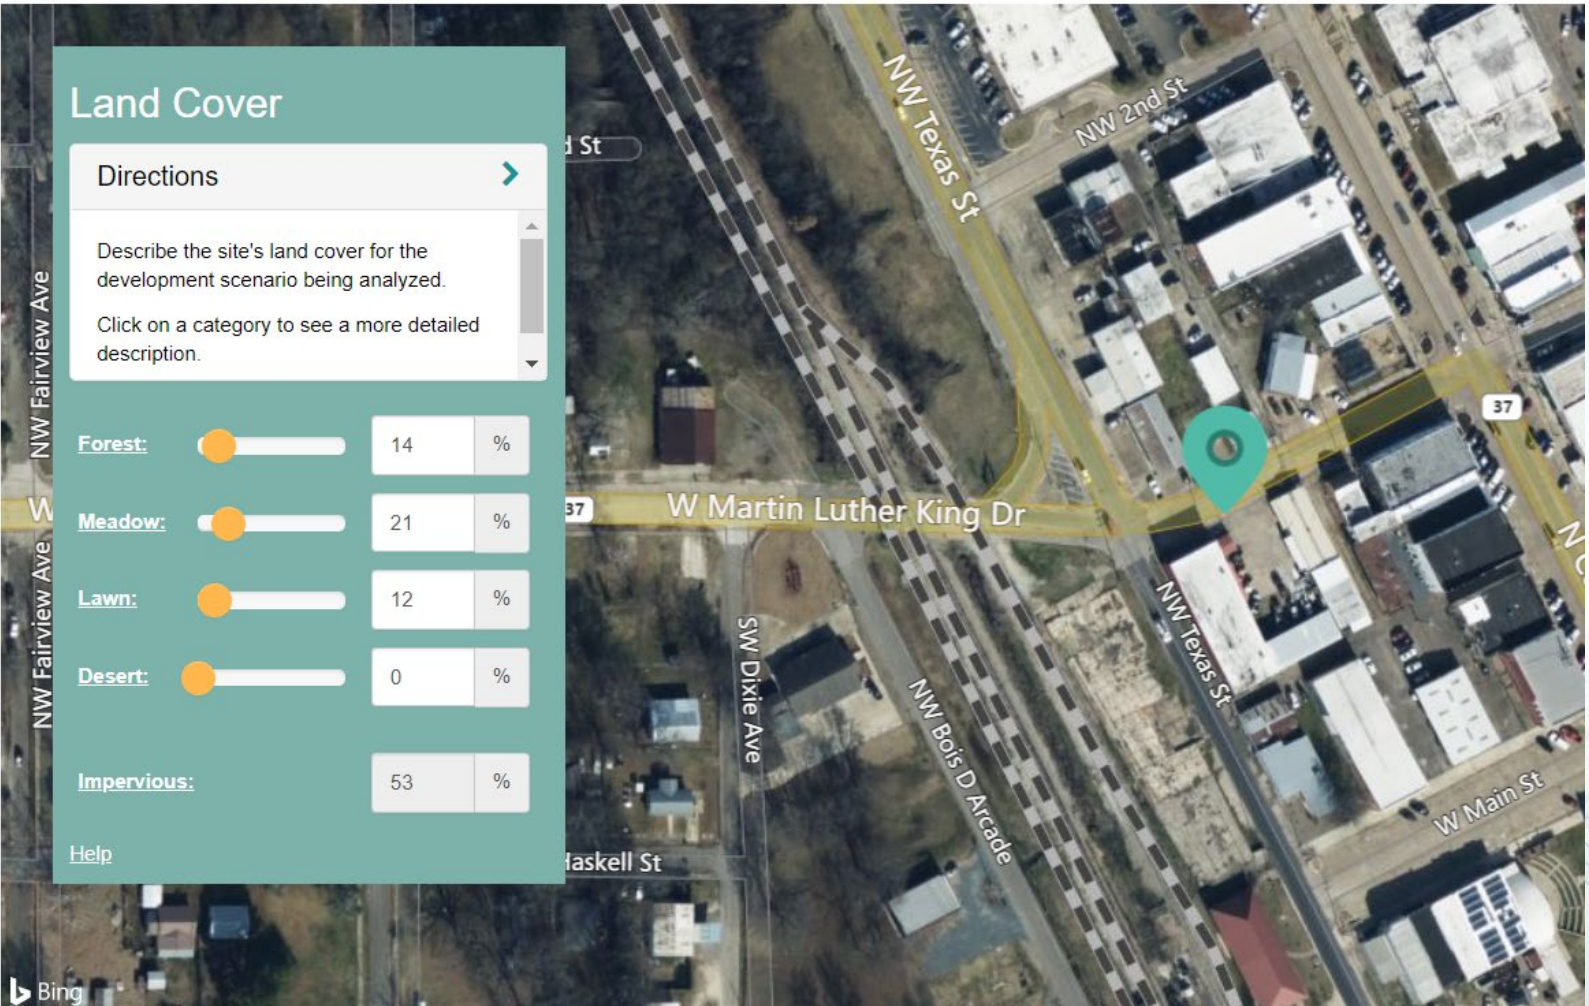 Land Cover
Directions
Describe the site's land cover for the
development scenario being analyzed.
Click on a category to see a more detailed
description.
Forest:
14
%
Meadow:
21
%
Lawn:
12
%
Desert:
0
%
Impervious:
53
%
Help
St
NW Texas St
NW 2nd St
NW Fairview Ave
W
37
W Martin Luther King Dr
37
NW Fairview Ave
SW Dixie Ave
NW Bois D Arcade
NW Texas St
W Main St
Haskell St
Bing